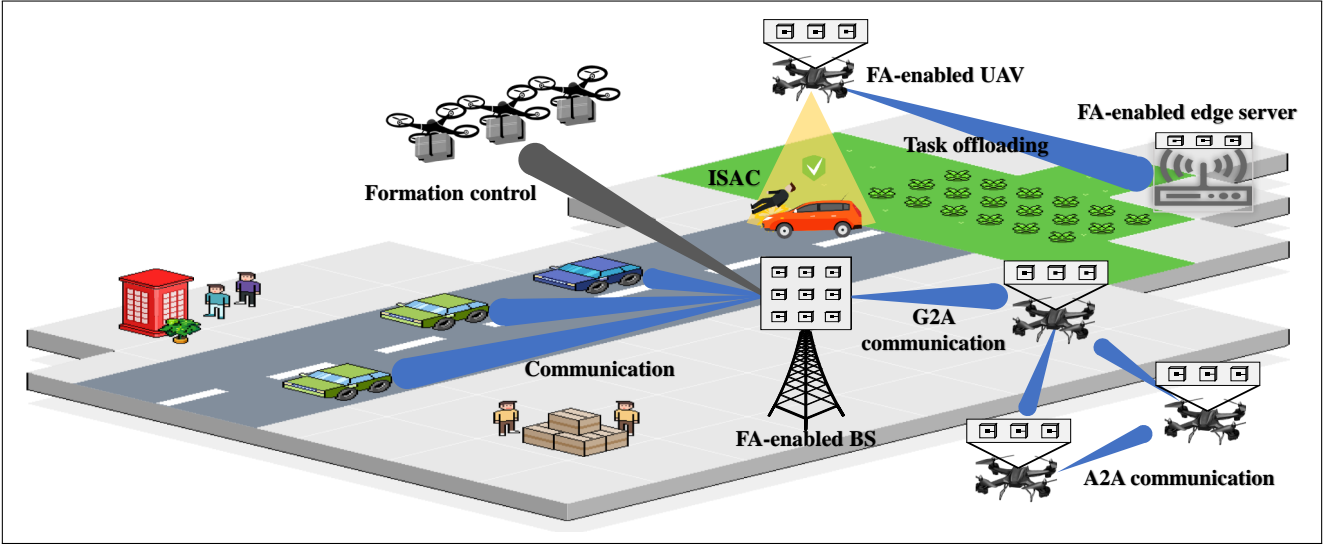 FA-enabled UAV
FA-enabled edge server
Task offloading
ISAC
Formation control
G2A
communication
Communication
FA-enabled BS
A2A communication